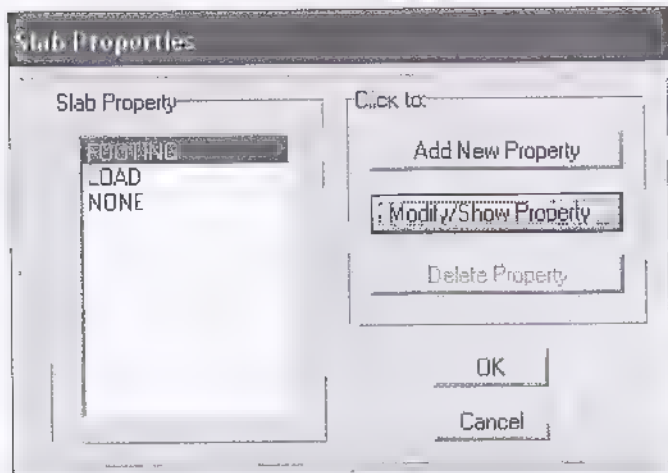 Slab Properties
Slab Property
FOOTING
LOAD
NONE
Click to:
Add New Property
Modify/Show Property
Delete Property
OK
Cancel